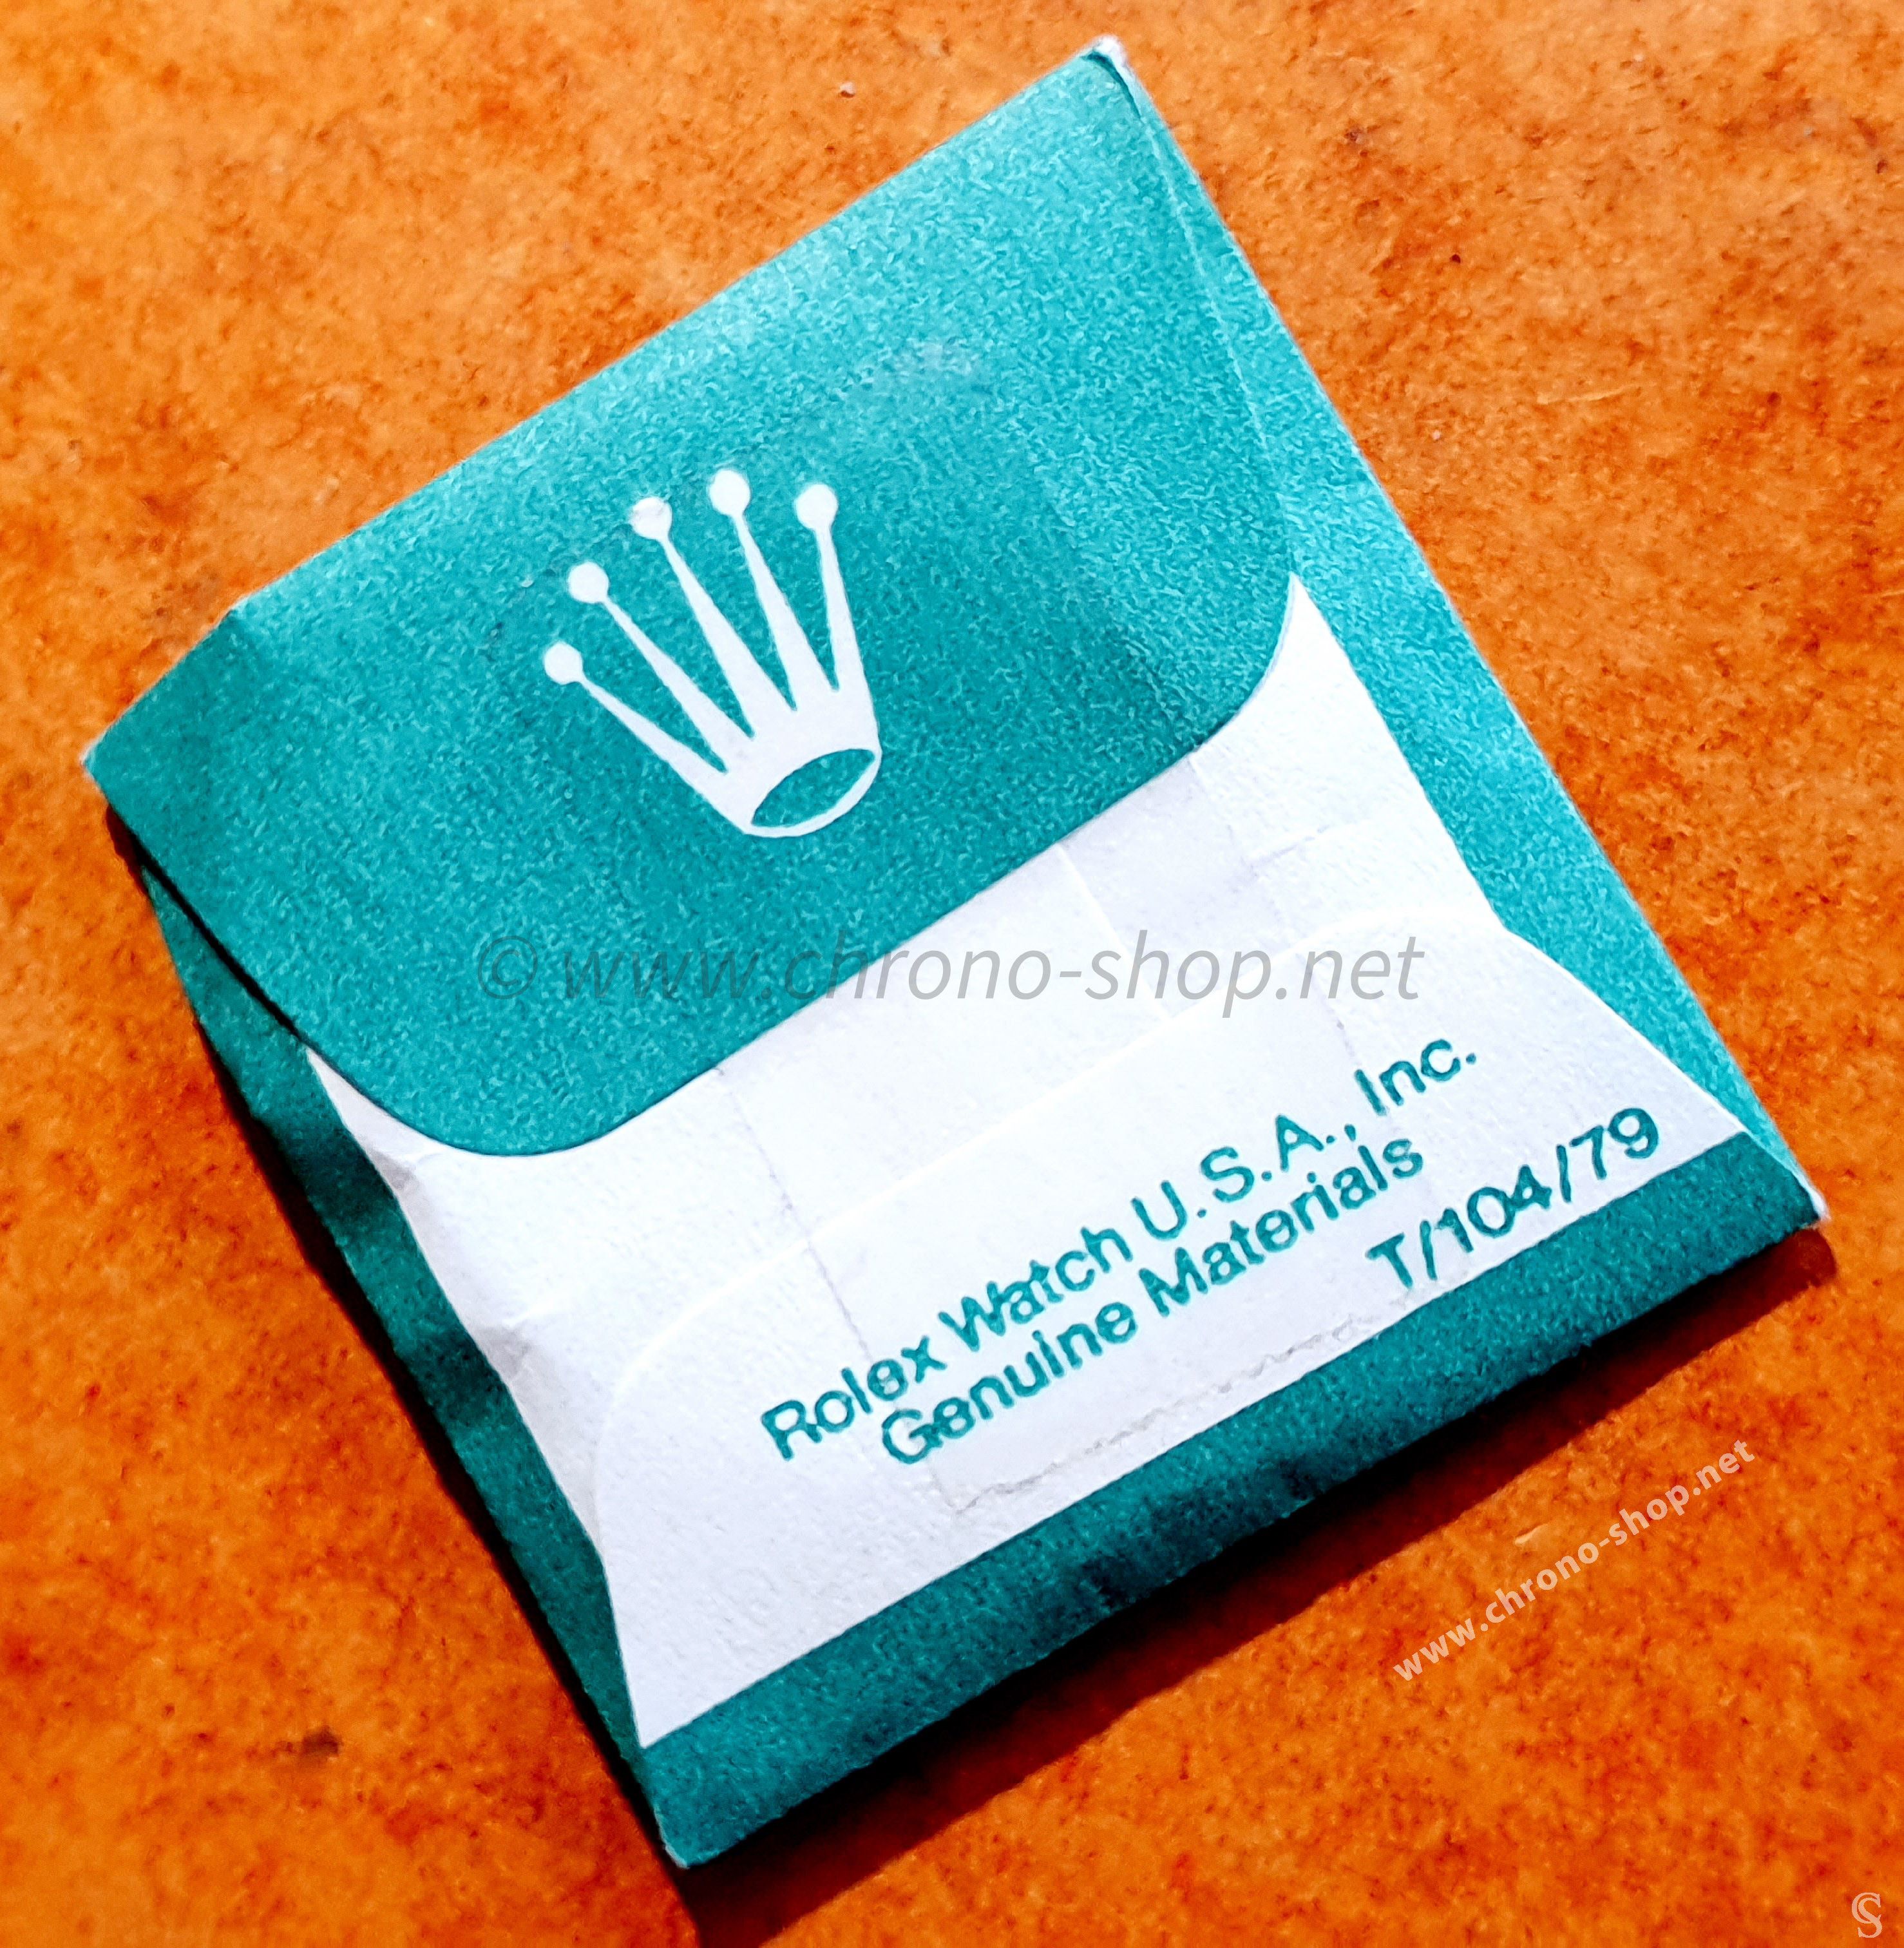 © www.chrono-shop.net
Rolex Watch U.S.A., Inc.
Genuine Materials
T/104/79
www.chrono-shop.net